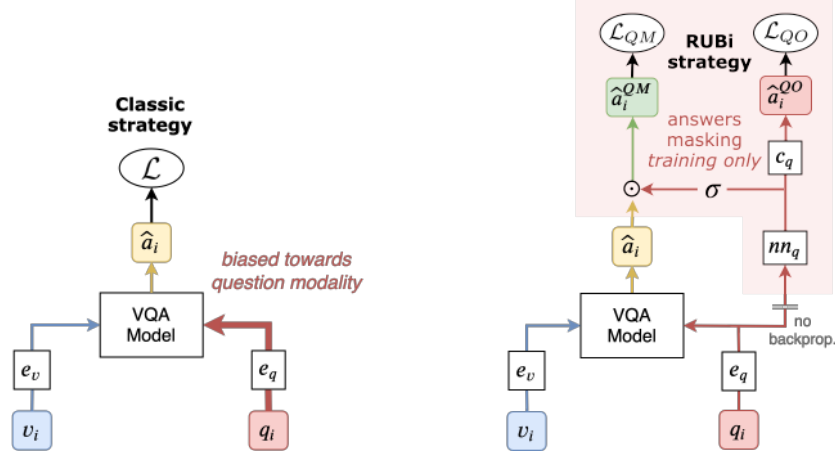 Classic
strategy
ℒ
â_i
biased towards
question modality
VQA
Model
e_v
e_q
v_i
q_i
ℒ_QM
RUBi
strategy
ℒ_QO
â_i^QM
â_i^QO
answers
masking
training only
c_q
⊙
σ
â_i
nn_q
VQA
Model
no
backprop.
e_v
e_q
v_i
q_i